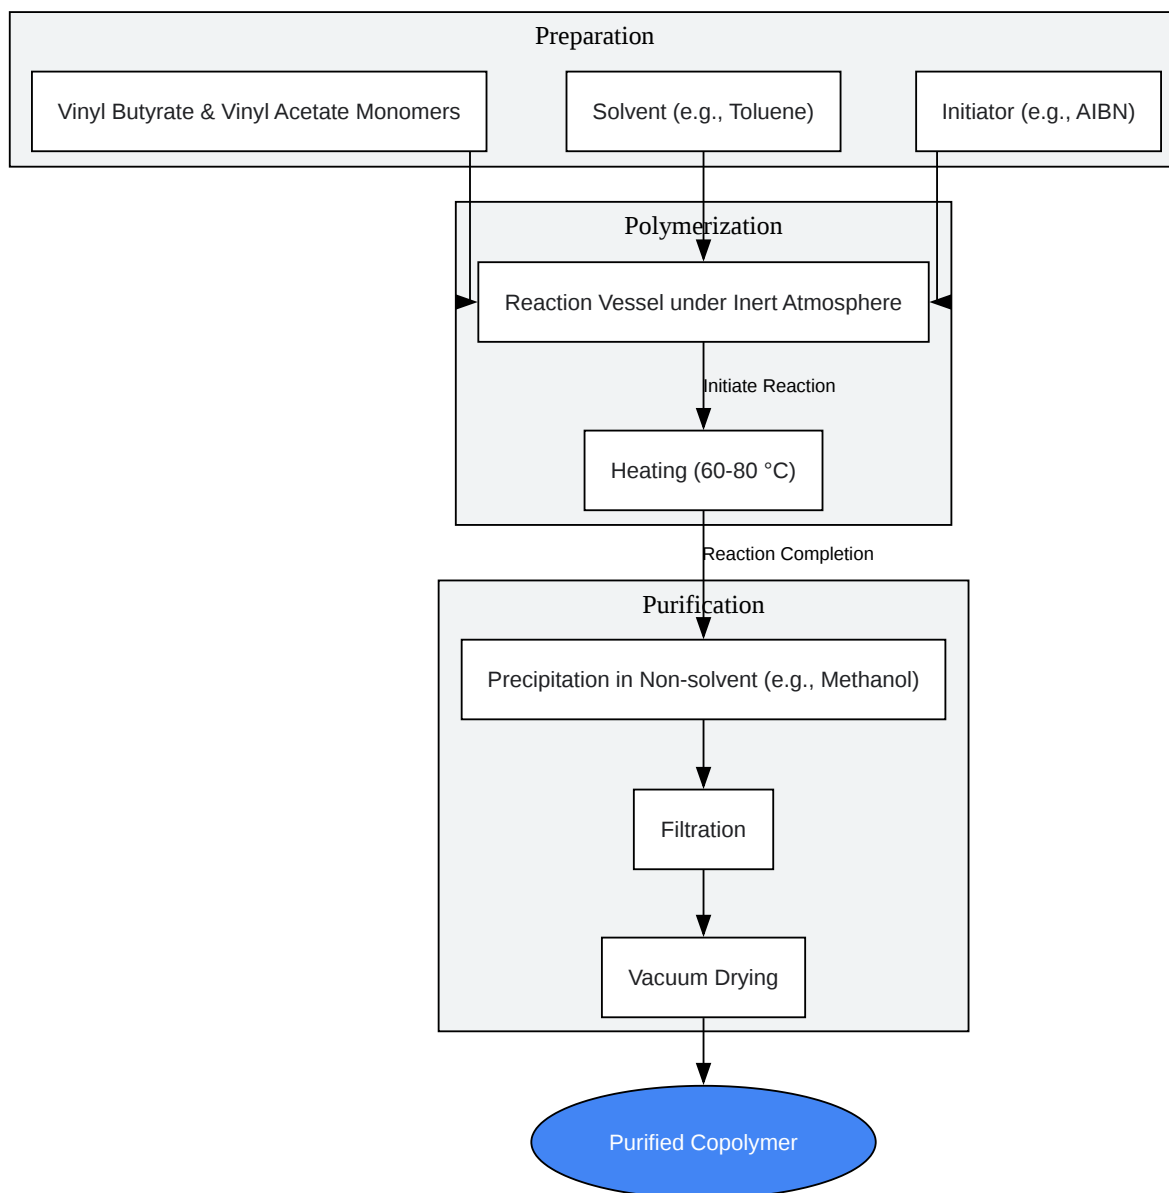 Preparation
Vinyl Butyrate & Vinyl Acetate Monomers
Solvent (e.g., Toluene)
Initiator (e.g., AIBN)
Polymerization
Reaction Vessel under Inert Atmosphere
Initiate Reaction
Heating (60-80 °C)
Reaction Completion
Purification
Precipitation in Non-solvent (e.g., Methanol)
Filtration
Vacuum Drying
Purified Copolymer